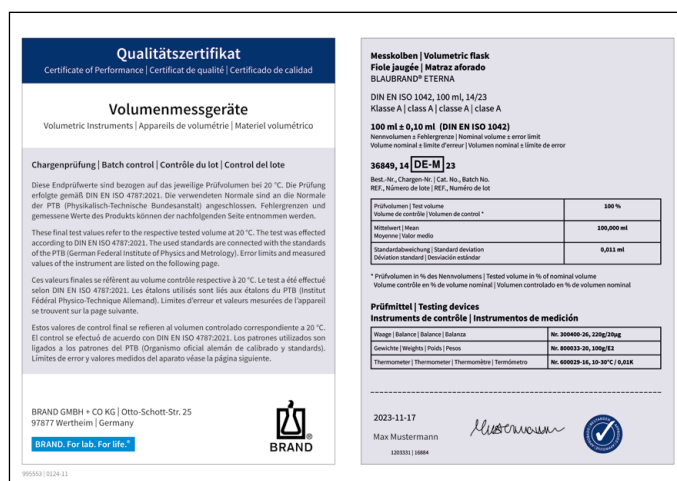 Qualitätszertifikat
Certificate of Performance | Certificat de qualité | Certificado de calidad
Volumenmessgeräte
Volumetric Instruments | Appareils de volumétrie | Materiel volumétrico
Chargenprüfung | Batch control | Contrôle du lot | Control del lote
Diese Endprüfwerte sind bezogen auf das jeweilige Prüfvolumen bei 20 °C. Die Prüfung
erfolgte gemäß DIN EN ISO 4787:2021. Die verwendeten Normale sind an die Normale
der PTB (Physikalisch-Technische Bundesanstalt) angeschlossen. Fehlergrenzen und
gemessene Werte des Produkts können der nachfolgenden Seite entnommen werden.
These final test values refer to the respective tested volume at 20 °C. The test was effected
according to DIN EN ISO 4787:2021. The used standards are connected with the standards
of the PTB (German Federal Institute of Physics and Metrology). Error limits and measured
values of the instrument are listed on the following page.
Ces valeurs finales se réfèrent au volume contrôle respective à 20 °C. Le test a été effectué
selon DIN EN ISO 4787:2021. Les étalons utilisés sont liés aux étalons du PTB (Institut
Fédéral Physico-Technique Allemand). Limites d'erreur et valeurs mesurées de l'appareil
se trouvent sur la page suivante.
Estos valores de control final se refieren al volumen controlado correspondiente a 20 °C.
El control se efectuó de acuerdo con DIN EN ISO 4787:2021. Los patrones utilizados son
ligados a los patrones del PTB (Organismo oficial alemán de calibrado y standards).
Límites de error y valores medidos del aparato véase la página siguiente.
BRAND GMBH + CO KG | Otto-Schott-Str. 25
97877 Wertheim | Germany
BRAND. For lab. For life.®
BRAND®
995553 | 0124-11
Messkolben | Volumetric flask
Fiole jaugée | Matraz aforado
BLAUBRAND® ETERNA
DIN EN ISO 1042, 100 ml, 14/23
Klasse A | class A | classe A | clase A
100 ml ± 0,10 ml (DIN EN ISO 1042)
Nennvolumen ± Fehlergrenze | Nominal volume ± error limit
Volume nominal ± limite d'erreur | Volumen nominal ± límite de error
36849, 14 DE-M 23
Best.-Nr., Chargen-Nr. | Cat. No., Batch No.
REF., Número de lote | REF., Numéro de lot
Prüfvolumen | Test volume 100 %
Volume de contrôle | Volumen de control *
Mittelwert | Mean 100,000 ml
Moyenne | Valor medio
Standardabweichung | Standard deviation 0,011 ml
Déviation standard | Desviación estándar
* Prüfvolumen in % des Nennvolumens | Tested volume in % of nominal volume
Volume contrôle en % de volume nominal | Volumen controlado en % de volumen nominal
Prüfmittel | Testing devices
Instruments de contrôle | Instrumentos de medición
Waage | Balance | Balance | Balanza Nr. 300400-26, 220g/20µg
Gewichte | Weights | Poids | Pesos Nr. 800033-20, 100g/E2
Thermometer | Thermometer | Thermomètre | Termómetro Nr. 600029-16, 10-30°C / 0,01K
2023-11-17
Mustermann
Max Mustermann
1203331 | 16884